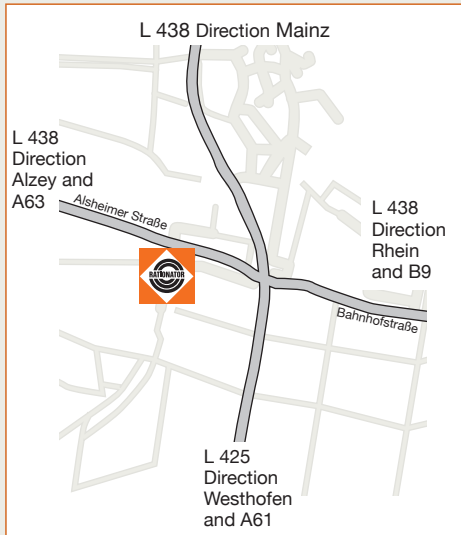 L 438 Direction Mainz
L 438
Direction
Alzey and
A63
Alsheimer Straße
L 438
Direction
Rhein
and B9
RATIONATOR
Bahnhofstraße
L 425
Direction
Westhofen
and A61